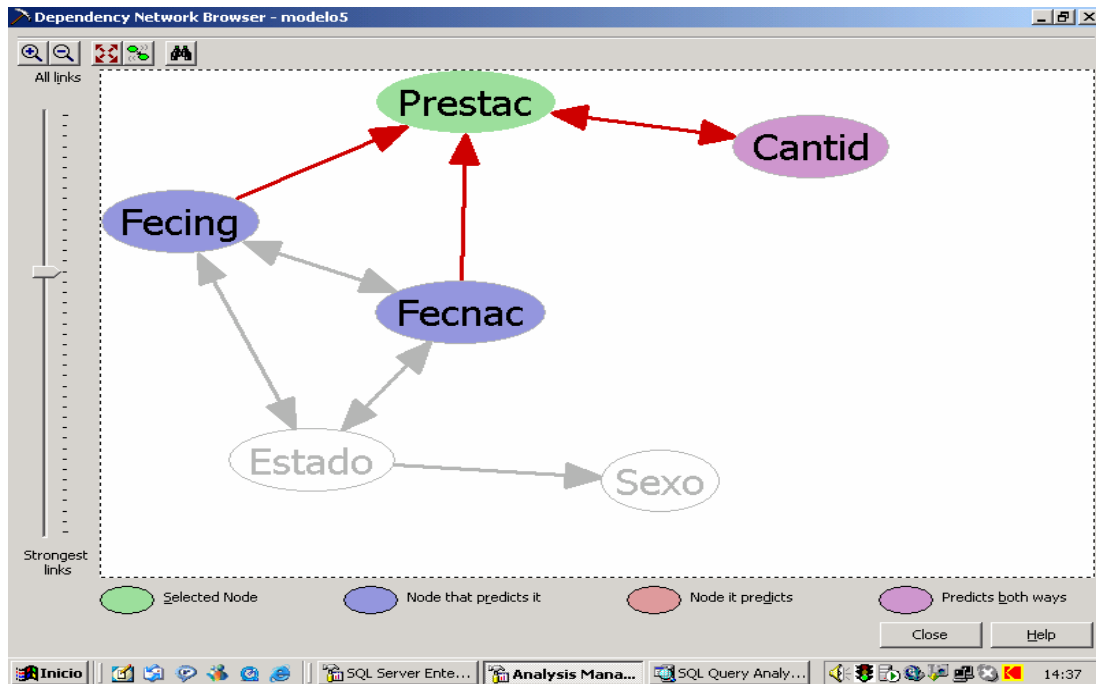 Dependency Network Browser - modelo5
All links
Prestac
Cantid
Fecing
Fecnac
Estado
Sexo
Strongest
links
Selected Node
Node that predicts it
Node it predicts
Predicts both ways
Close
Help
Inicio
SQL Server Ente...
Analysis Mana...
SQL Query Analy...
14:37